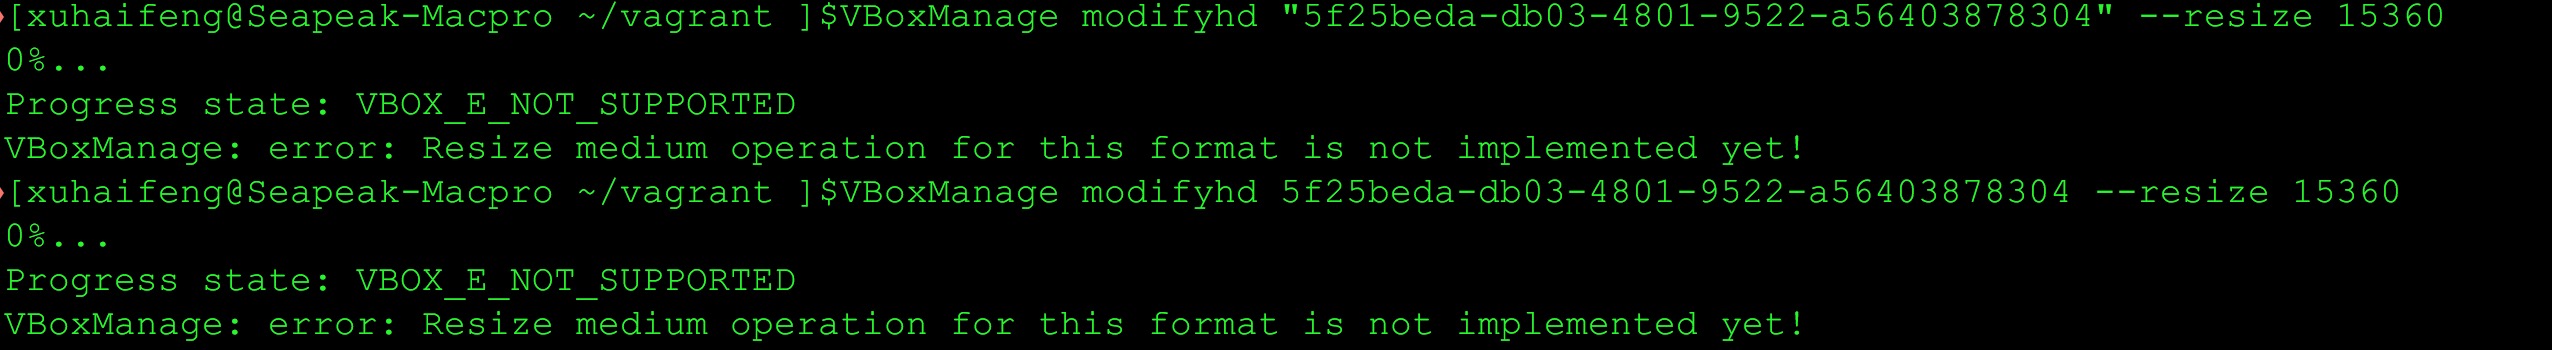 [xuhaifeng@Seapeak-Macpro ~/vagrant ]$VBoxManage modifyhd "5f25beda-db03-4801-9522-a56403878304" --resize 15360
0%...
Progress state: VBOX_E_NOT_SUPPORTED
VBoxManage: error: Resize medium operation for this format is not implemented yet!
[xuhaifeng@Seapeak-Macpro ~/vagrant ]$VBoxManage modifyhd 5f25beda-db03-4801-9522-a56403878304 --resize 15360
0%...
Progress state: VBOX_E_NOT_SUPPORTED
VBoxManage: error: Resize medium operation for this format is not implemented yet!